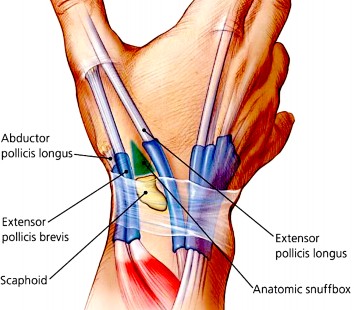 Abductor
pollicis longus
Extensor
pollicis brevis
Scaphoid
Extensor
pollicis longus
Anatomic snuffbox